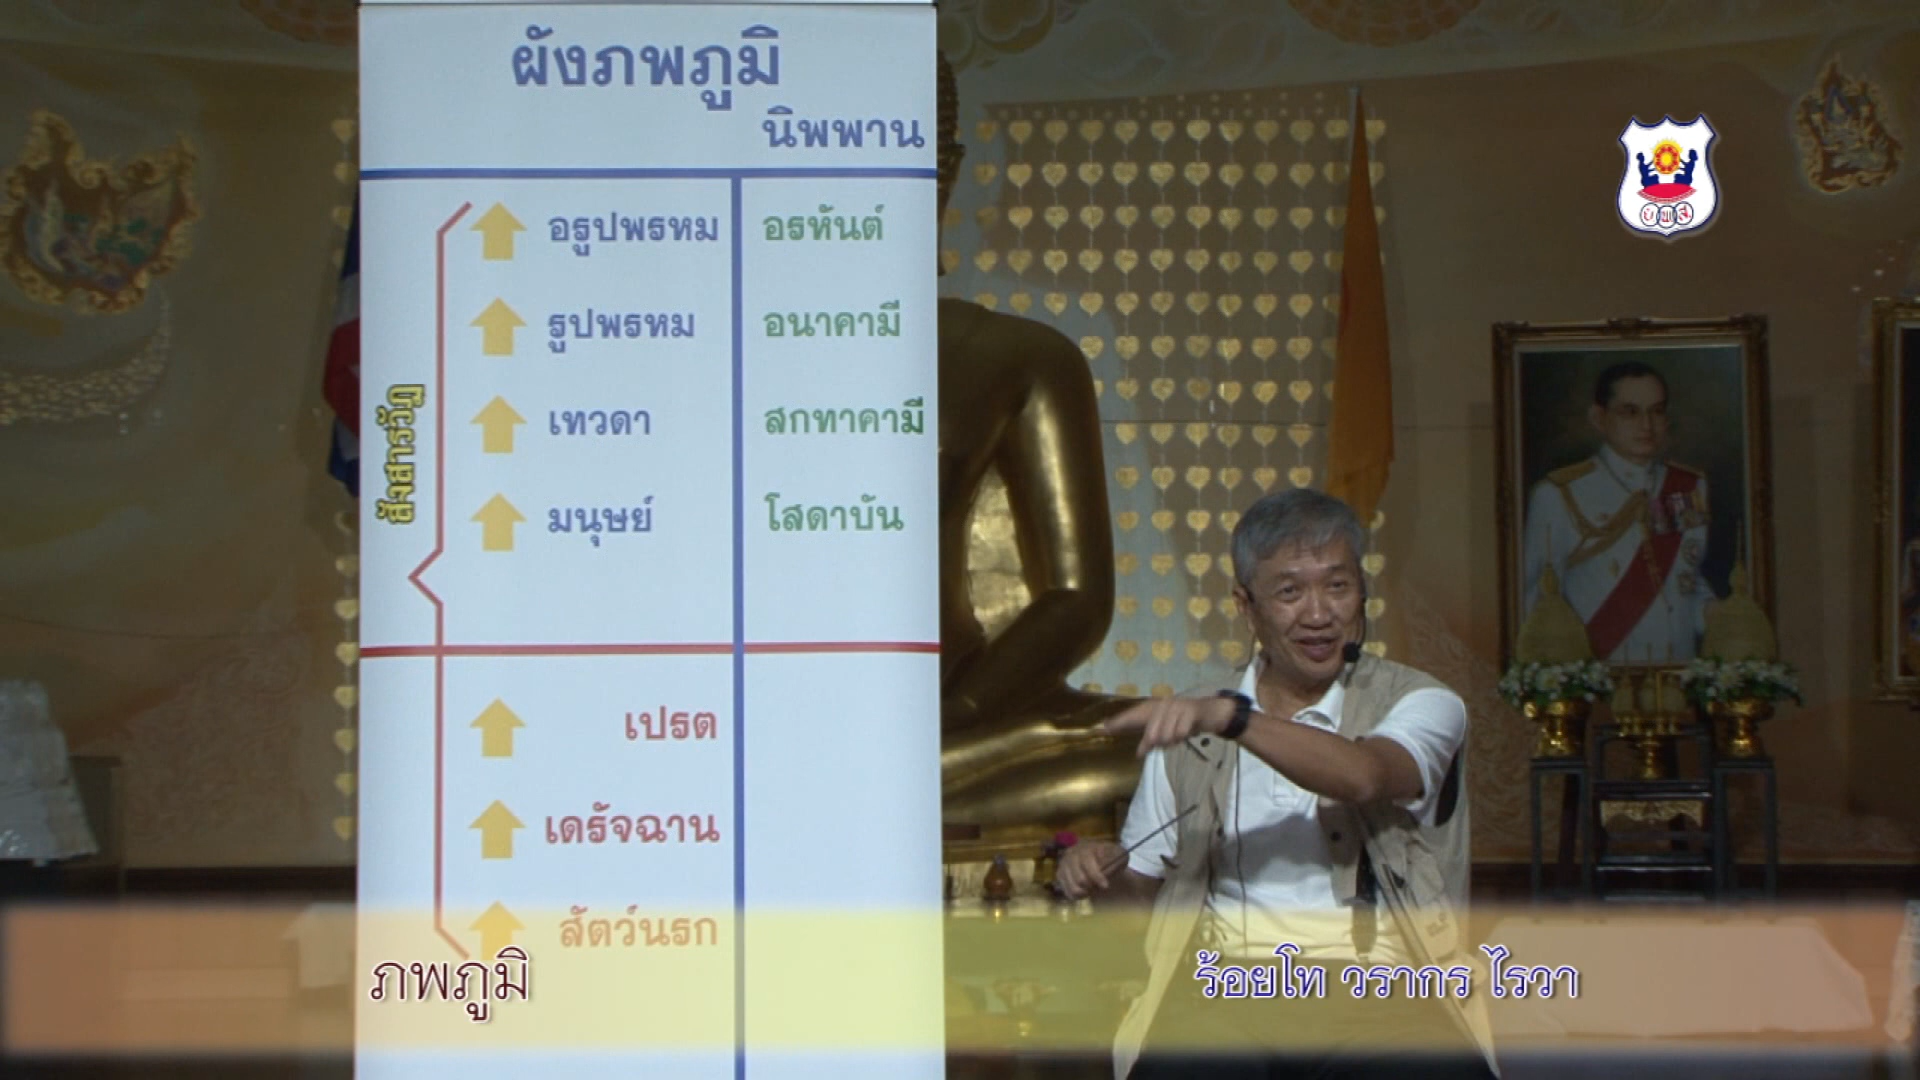 ผังภพภูมิ
นิพพาน
อรูปพรหม อรหันต์
รูปพรหม อนาคามี
เทวดา สกทาคามี
มนุษย์ โสดาบัน
สังสารวัฏ
เปรต
เดรัจฉาน
สัตว์นรก
ภพภูมิ
ร้อยโท วรากร ไรวา
ยพส